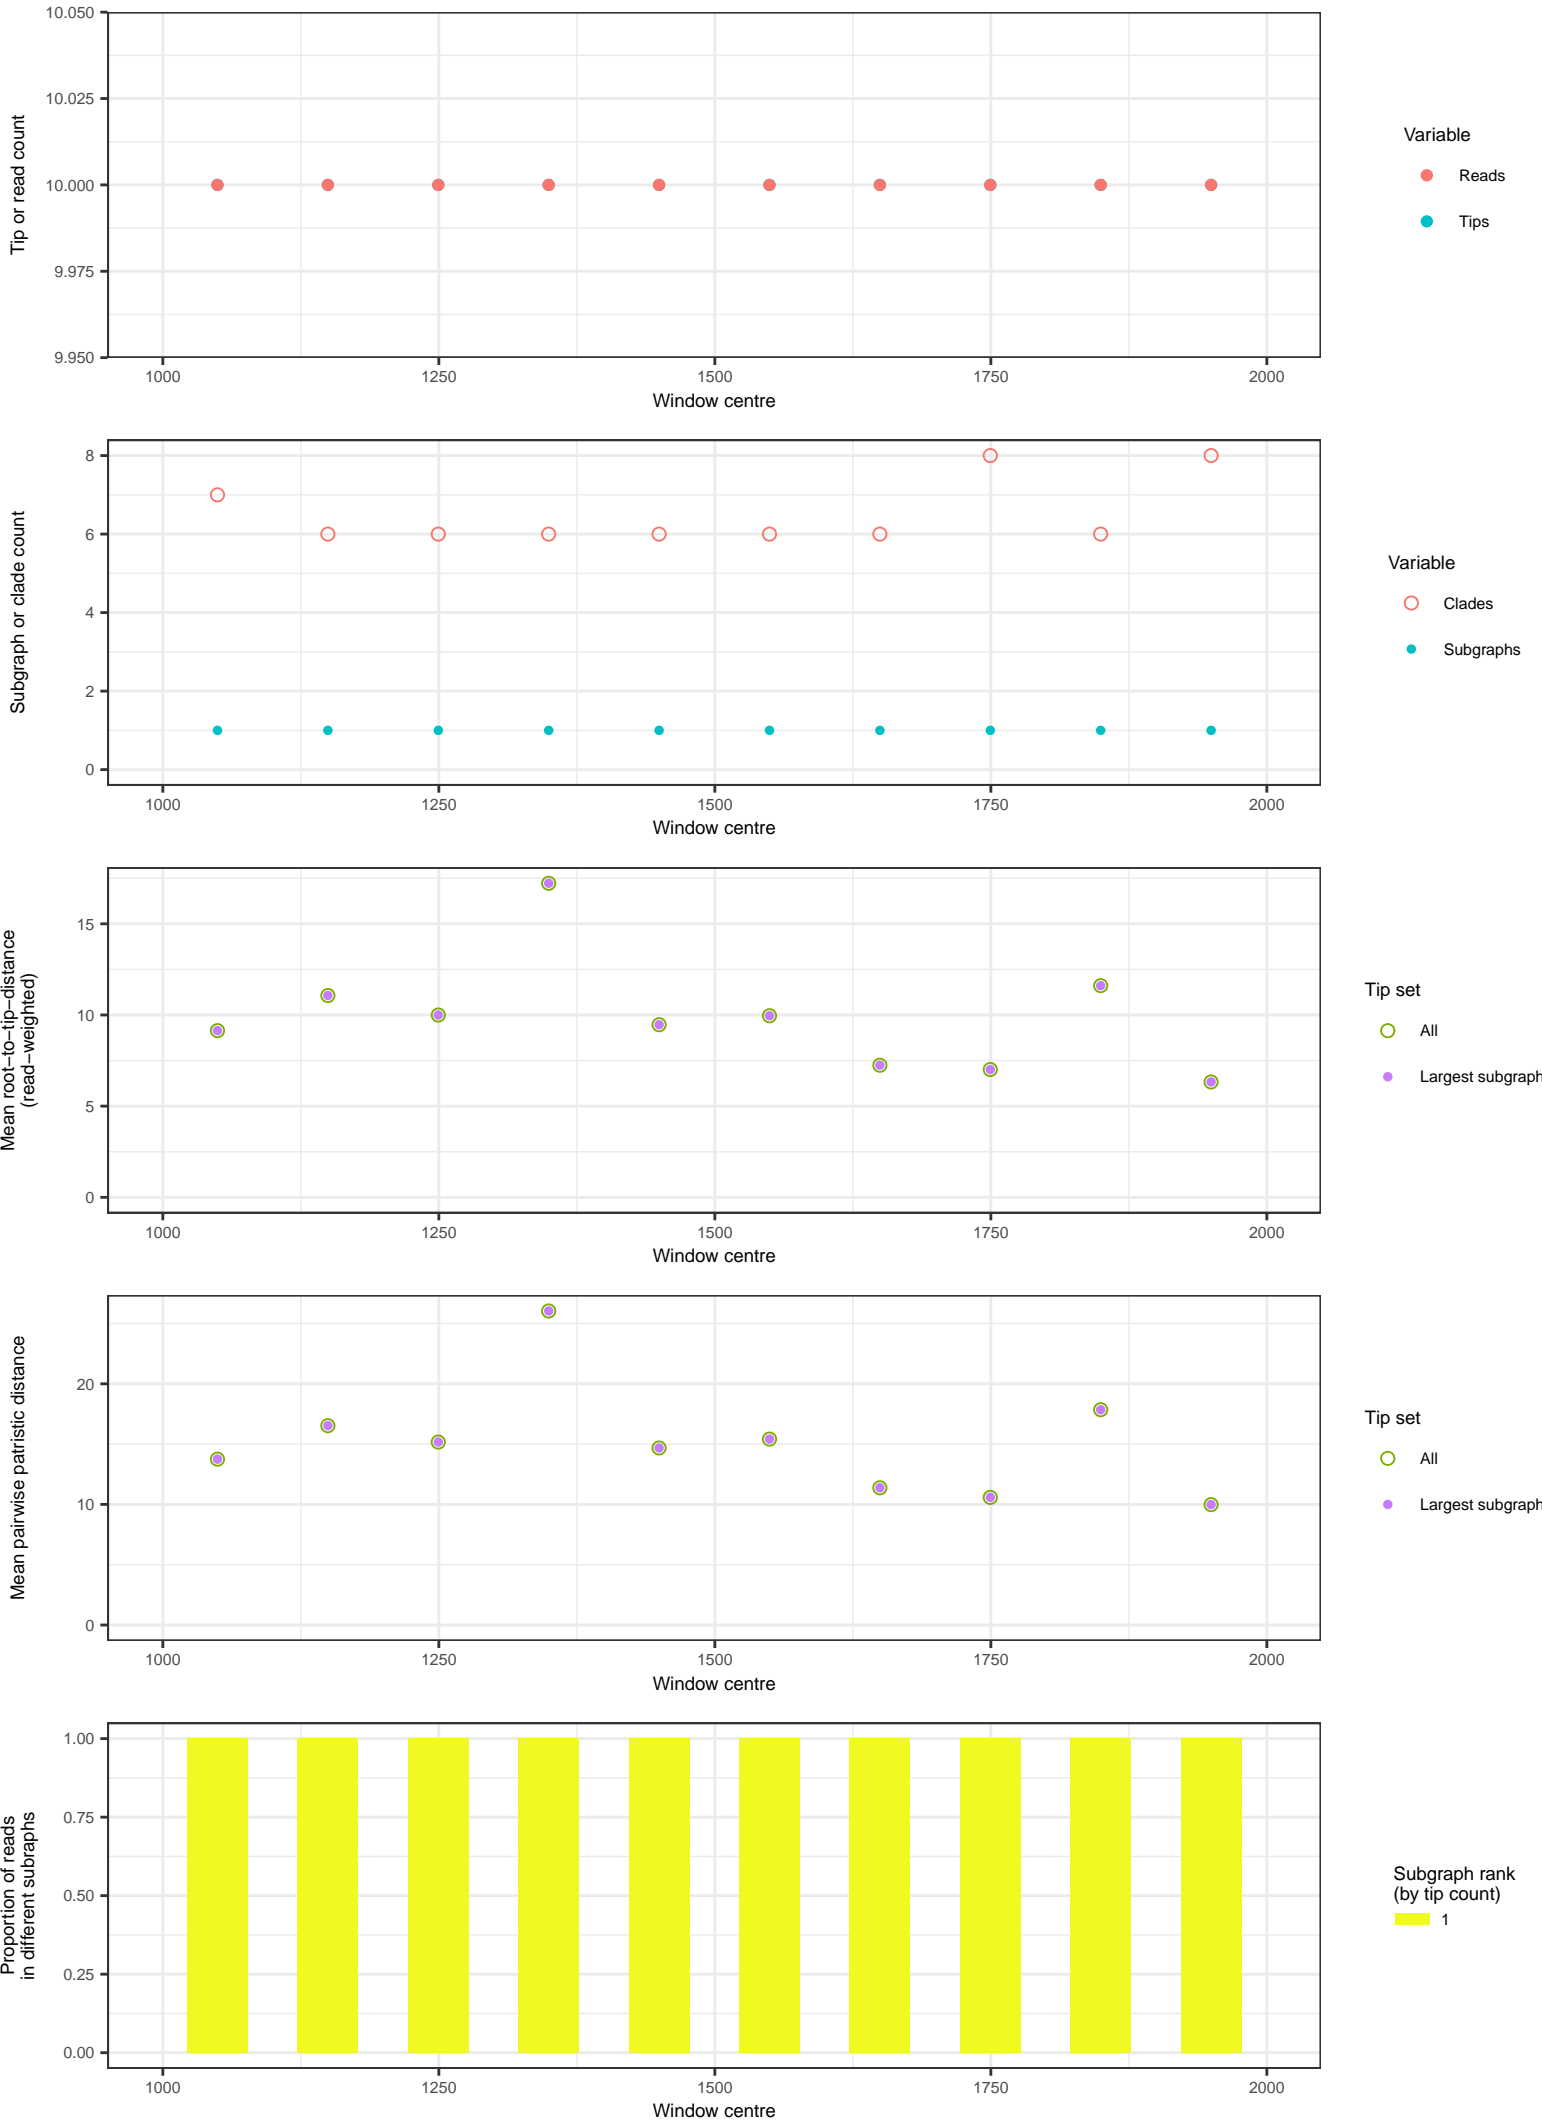 10.050
10.025
10.000
9.975
9.950
Tip or read count
1000 1250 1500 1750 2000
Window centre
Variable
Reads
Tips
8
6
4
2
0
Subgraph or clade count
1000 1250 1500 1750 2000
Window centre
Variable
Clades
Subgraphs
15
10
5
0
Mean root−to−tip−distance
(read−weighted)
1000 1250 1500 1750 2000
Window centre
Tip set
All
Largest subgraph
20
10
0
Mean pairwise patristic distance
1000 1250 1500 1750 2000
Window centre
Tip set
All
Largest subgraph
1.00
0.75
0.50
0.25
0.00
Proportion of reads
in different subraphs
1000 1250 1500 1750 2000
Window centre
Subgraph rank
(by tip count)
1